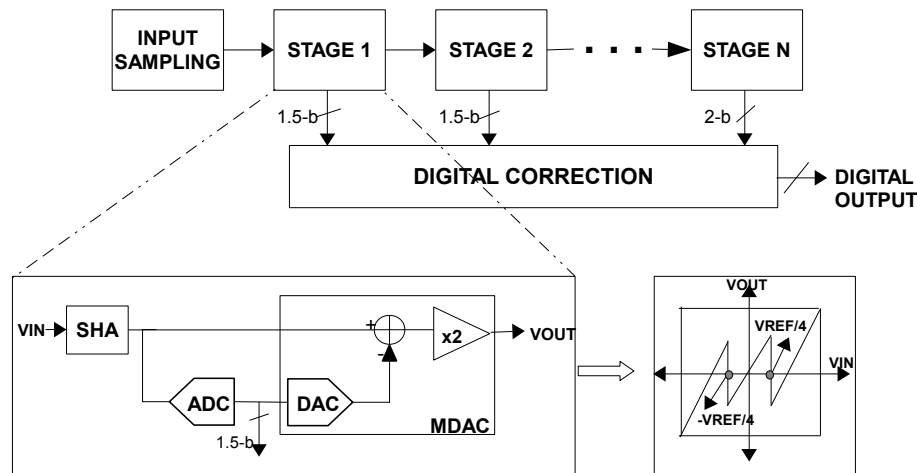 INPUT
SAMPLING
STAGE 1
STAGE 2
STAGE N
1.5-b
1.5-b
2-b
DIGITAL CORRECTION
DIGITAL
OUTPUT
VIN
SHA
+
-
x2
VOUT
ADC
DAC
1.5-b
MDAC
VOUT
VREF/4
VIN
-VREF/4